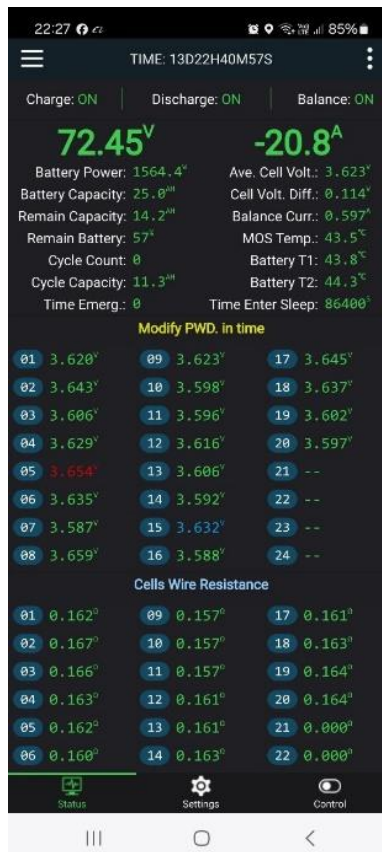 22:27 85%
TIME: 13D22H40M57S
Charge: ON Discharge: ON Balance: ON
72.45V -20.8A
Battery Power: 1564.4W Ave. Cell Volt.: 3.623V
Battery Capacity: 25.0AH Cell Volt. Diff.: 0.114V
Remain Capacity: 14.2AH Balance Curr.: 0.597A
Remain Battery: 57% MOS Temp.: 43.5℃
Cycle Count: 0 Battery T1: 43.8℃
Cycle Capacity: 11.3AH Battery T2: 44.3℃
Time Emerg.: 0 Time Enter Sleep: 86400S
Modify PWD. in time
01 3.620V 09 3.623V 17 3.645V
02 3.643V 10 3.598V 18 3.637V
03 3.606V 11 3.596V 19 3.602V
04 3.629V 12 3.616V 20 3.597V
05 3.654V 13 3.606V 21 --
06 3.635V 14 3.592V 22 --
07 3.587V 15 3.632V 23 --
08 3.659V 16 3.588V 24 --
Cells Wire Resistance
01 0.162Ω 09 0.157Ω 17 0.161Ω
02 0.167Ω 10 0.157Ω 18 0.163Ω
03 0.166Ω 11 0.157Ω 19 0.164Ω
04 0.163Ω 12 0.161Ω 20 0.164Ω
05 0.162Ω 13 0.161Ω 21 0.000Ω
06 0.160Ω 14 0.163Ω 22 0.000Ω
Status Settings Control